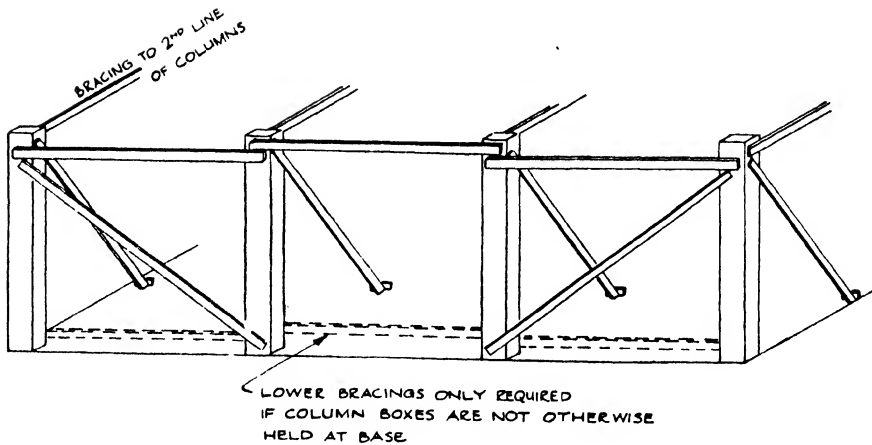 BRACING TO 2ND LINE
OF COLUMNS
LOWER BRACINGS ONLY REQUIRED
IF COLUMN BOXES ARE NOT OTHERWISE
HELD AT BASE